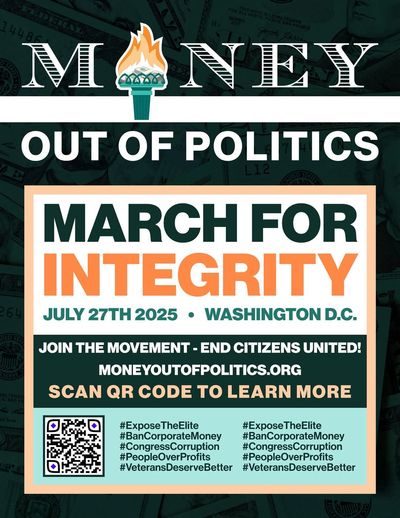 MONEY
OUT OF POLITICS
MARCH FOR
INTEGRITY
JULY 27TH 2025 • WASHINGTON D.C.
JOIN THE MOVEMENT - END CITIZENS UNITED!
MONEYOUTOFPOLITICS.ORG
SCAN QR CODE TO LEARN MORE
#ExposeTheElite #ExposeTheElite
#BanCorporateMoney #BanCorporateMoney
#CongressCorruption #CongressCorruption
#PeopleOverProfits #PeopleOverProfits
#VeteransDeserveBetter #VeteransDeserveBetter